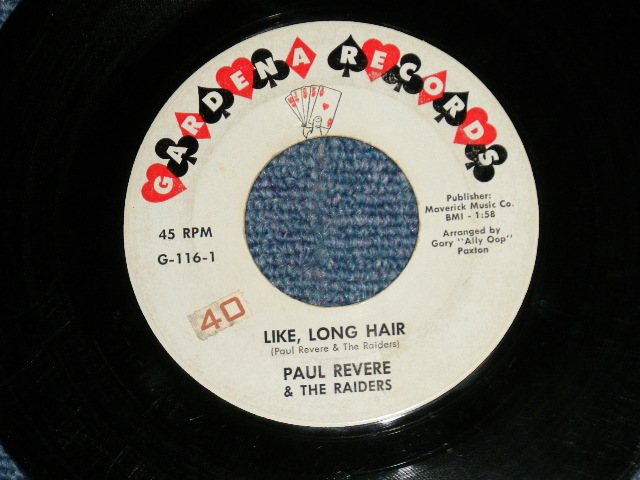 GARDENA RECORDS
Publisher:
Maverick Music Co.
BMI - 1:58
Arranged by
Gary "Ally Oop"
Paxton
45 RPM
G-116-1
40
LIKE, LONG HAIR
(Paul Revere & The Raiders)
PAUL REVERE
& THE RAIDERS